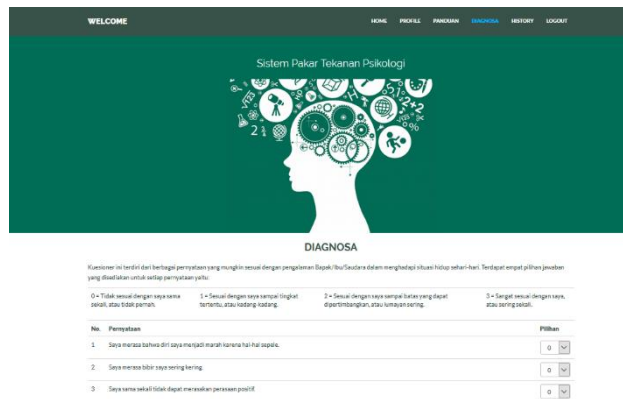 WELCOME
HOME PROFILE PANDUAN DIAGNOSA HISTORY LOGOUT
Sistem Pakar Tekanan Psikologi
DIAGNOSA
Kuesioner ini terdiri dari berbagai pernyataan yang mungkin sesuai dengan pengalaman Bapak/Ibu/Saudara dalam menghadapi situasi hidup sehari-hari. Terdapat empat pilihan jawaban
yang disediakan untuk setiap pernyataan yaitu:
0 = Tidak sesuai dengan saya sama
sekali, atau tidak pernah.
1 = Sesuai dengan saya sampai tingkat
tertentu, atau kadang-kadang.
2 = Sesuai dengan saya sampai batas yang dapat
dipertimbangkan, atau lumayan sering.
3 = Sangat sesuai dengan saya,
atau sering sekali.
No. Pernyataan Pilihan
1 Saya merasa bahwa diri saya menjadi marah karena hal-hal sepele. 0
2 Saya merasa bibir saya sering kering. 0
3 Saya sama sekali tidak dapat merasakan perasaan positif. 0